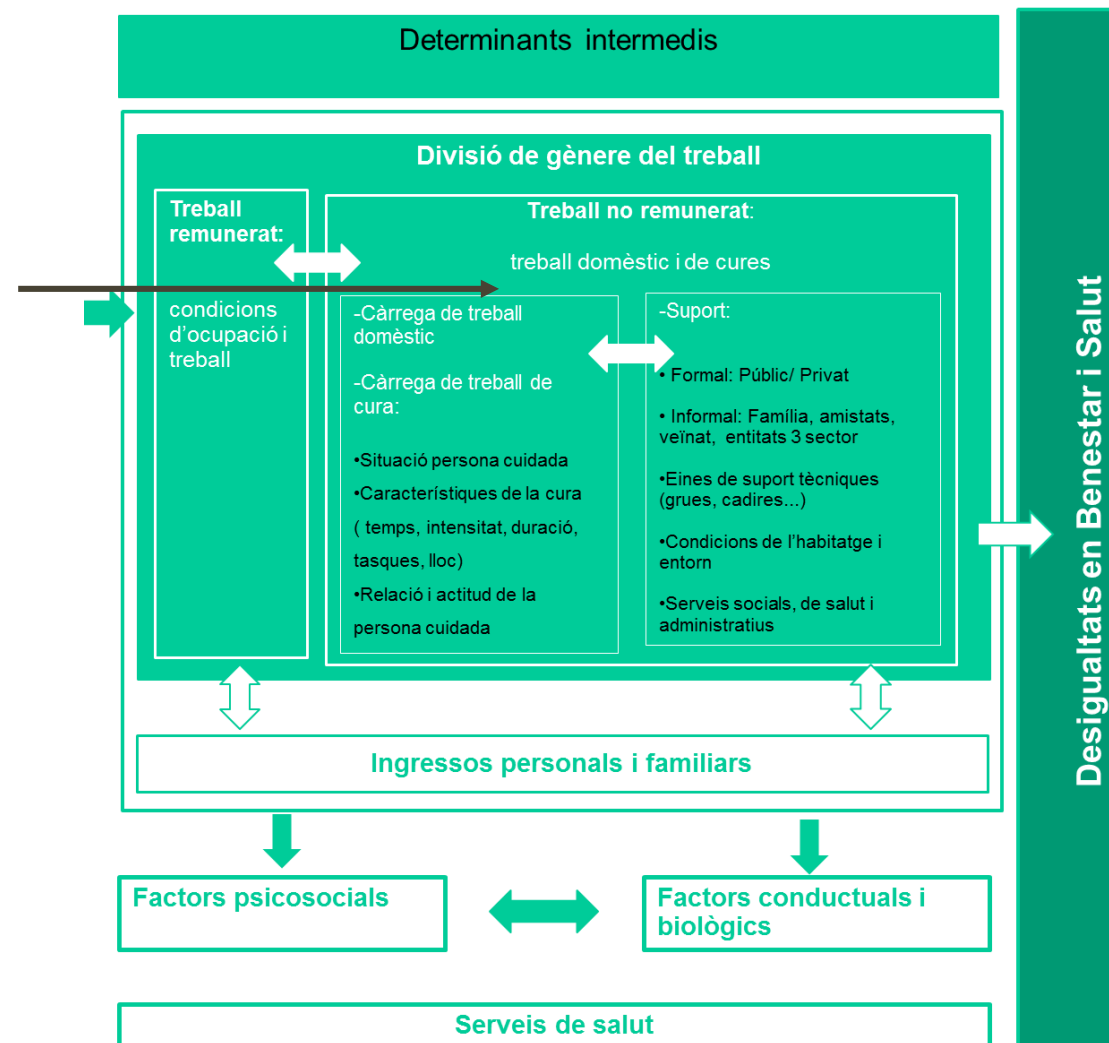 Determinants intermedis
Divisió de gènere del treball
Treball
remunerat:
condicions
d'ocupació i
treball
Treball no remunerat:
treball domèstic i de cures
-Càrrega de treball
domèstic
-Càrrega de treball de
cura:
•Situació persona cuidada
•Característiques de la cura
( temps, intensitat, duració,
tasques, lloc)
•Relació i actitud de la
persona cuidada
-Suport:
• Formal: Públic/ Privat
• Informal: Família, amistats,
veïnat, entitats 3 sector
•Eines de suport tècniques
(grues, cadires...)
•Condicions de l'habitatge i
entorn
•Serveis socials, de salut i
administratius
Ingressos personals i familiars
Factors psicosocials
Factors conductuals i
biològics
Serveis de salut
Desigualtats en Benestar i Salut